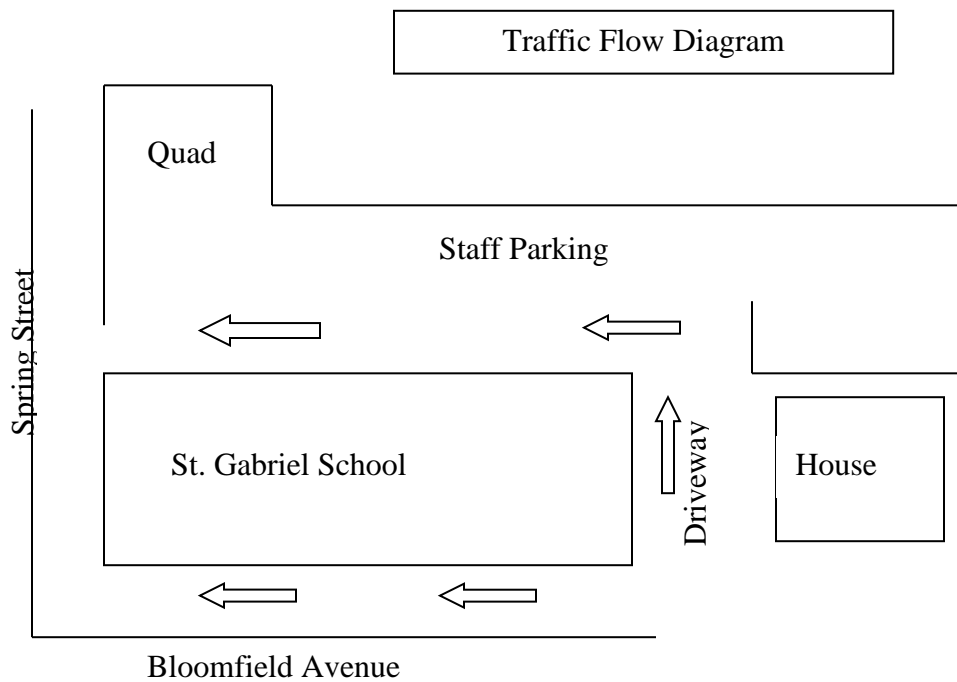 Traffic Flow Diagram
Quad
Staff Parking
Spring Street
St. Gabriel School
Driveway
House
Bloomfield Avenue